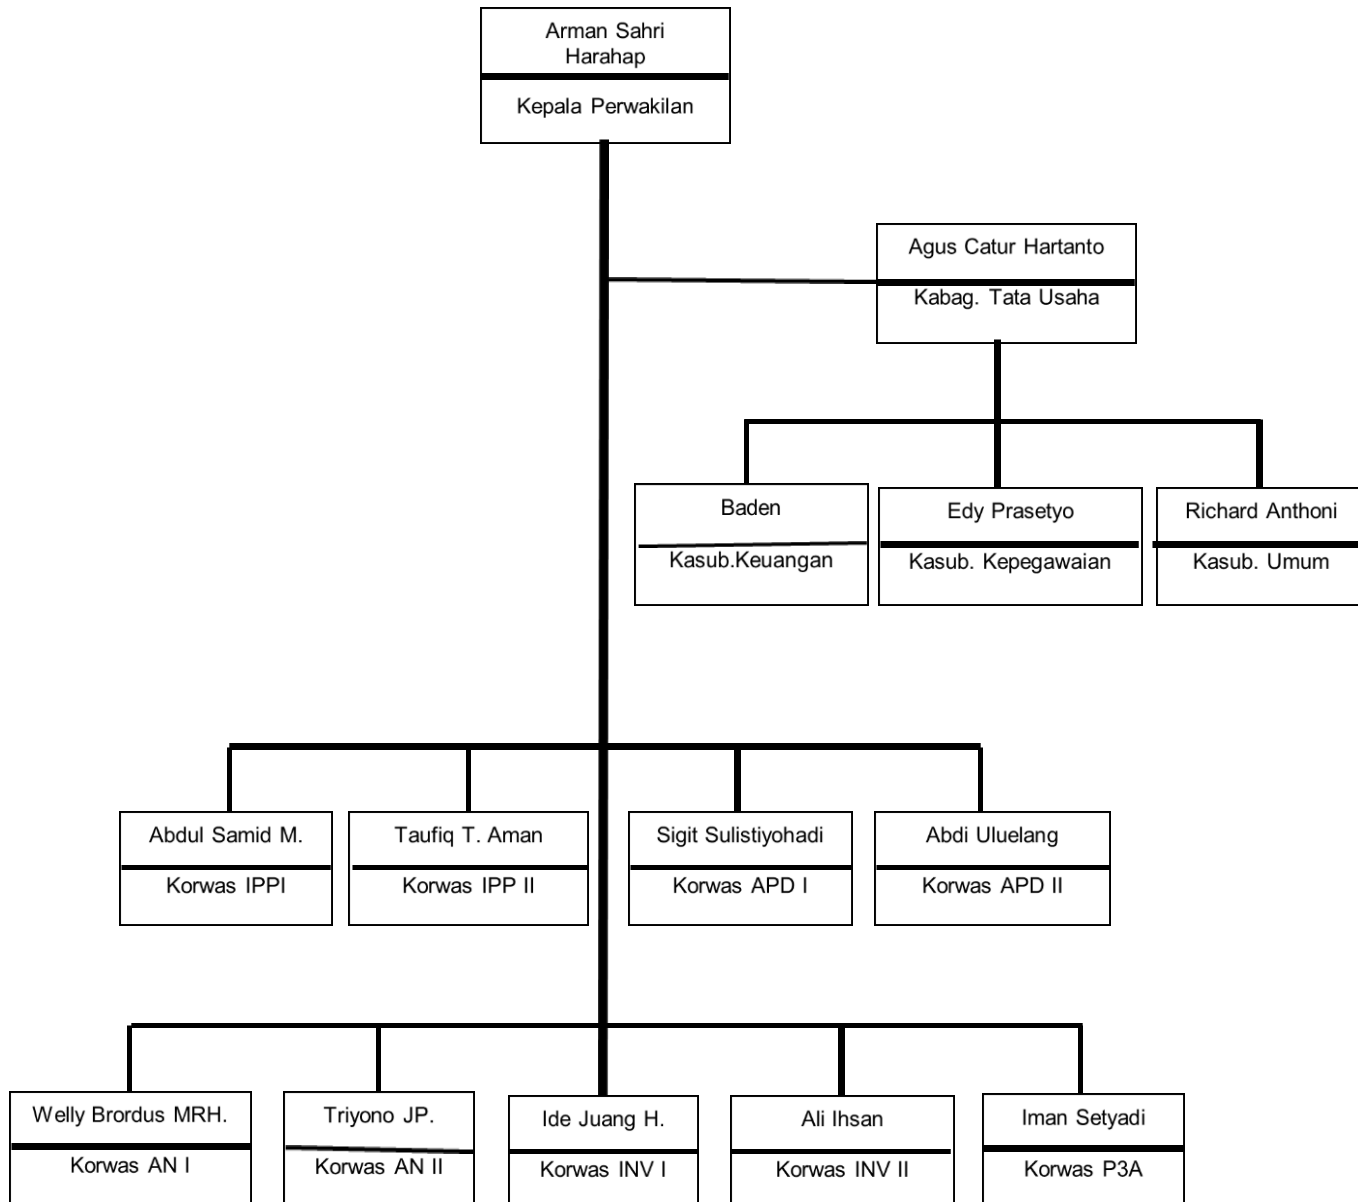 Arman Sahri
Harahap
Kepala Perwakilan
Agus Catur Hartanto
Kabag. Tata Usaha
Baden
Kasub.Keuangan
Edy Prasetyo
Kasub. Kepegawaian
Richard Anthoni
Kasub. Umum
Abdul Samid M.
Korwas IPPI
Taufiq T. Aman
Korwas IPP II
Sigit Sulistiyohadi
Korwas APD I
Abdi Uluelang
Korwas APD II
Welly Brordus MRH.
Korwas AN I
Triyono JP.
Korwas AN II
Ide Juang H.
Korwas INV I
Ali Ihsan
Korwas INV II
Iman Setyadi
Korwas P3A